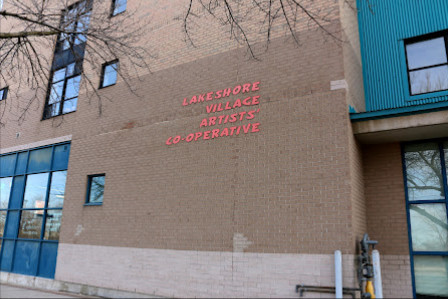 LAKESHORE
VILLAGE
ARTISTS'
CO-OPERATIVE